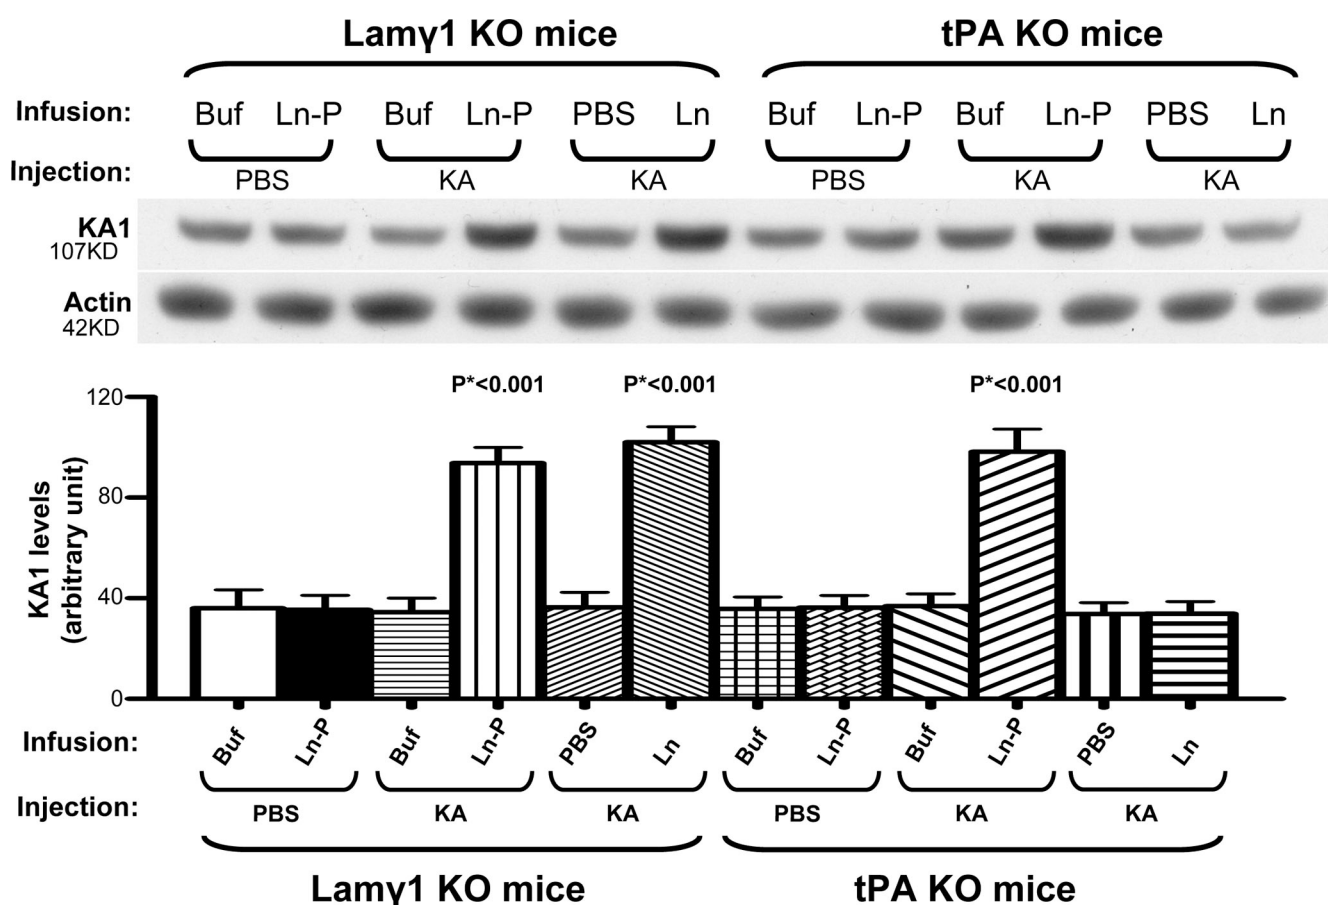 Lamγ1 KO mice tPA KO mice
Infusion: Buf Ln-P Buf Ln-P PBS Ln Buf Ln-P Buf Ln-P PBS Ln
Injection: PBS KA KA PBS KA KA
KA1
107KD
Actin
42KD
P*<0.001 P*<0.001 P*<0.001
120
80
40
0
KA1 levels
(arbitrary unit)
Infusion: Buf Ln-P Buf Ln-P PBS Ln Buf Ln-P Buf Ln-P PBS Ln
Injection: PBS KA KA PBS KA KA
Lamγ1 KO mice tPA KO mice